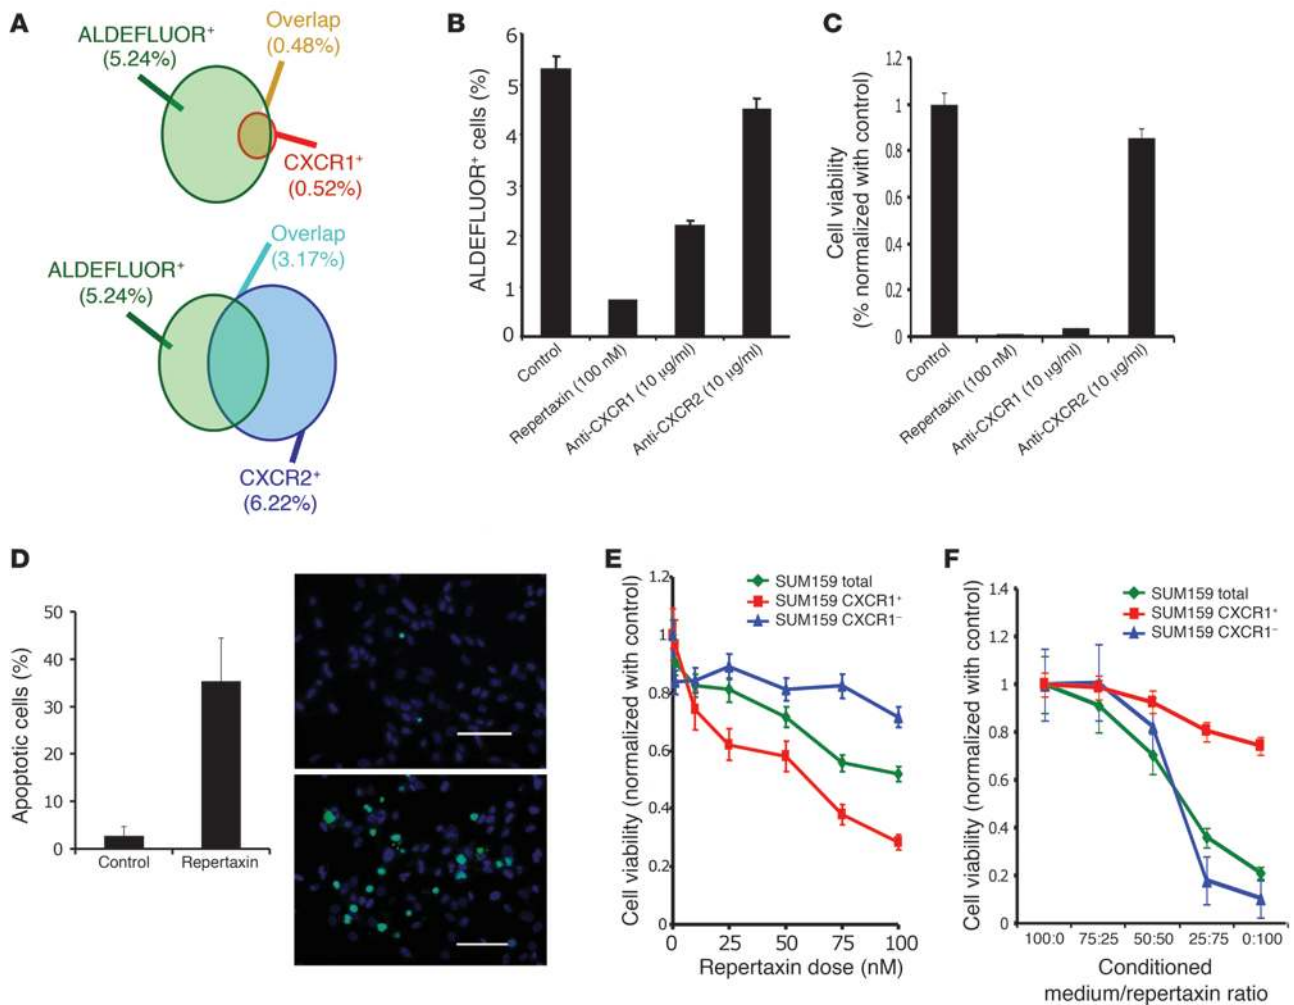 A
ALDEFLUOR+
(5.24%)
Overlap
(0.48%)
CXCR1+
(0.52%)
Overlap
(3.17%)
ALDEFLUOR+
(5.24%)
CXCR2+
(6.22%)
B
ALDEFLUOR+ cells (%)
6
5
4
3
2
1
0
Control
Repertaxin (100 nM)
Anti-CXCR1 (10 µg/ml)
Anti-CXCR2 (10 µg/ml)
C
Cell viability
(% normalized with control)
1.2
1
0.8
0.6
0.4
0.2
0
Control
Repertaxin (100 nM)
Anti-CXCR1 (10 µg/ml)
Anti-CXCR2 (10 µg/ml)
D
Apoptotic cells (%)
50
40
30
20
10
0
Control
Repertaxin
E
Cell viability (normalized with control)
1.2
1
0.8
0.6
0.4
0.2
0
SUM159 total
SUM159 CXCR1+
SUM159 CXCR1–
0
25
50
75
100
Repertaxin dose (nM)
F
Cell viability (normalized with control)
1.4
1.2
1
0.8
0.6
0.4
0.2
0
SUM159 total
SUM159 CXCR1+
SUM159 CXCR1–
100:0
75:25
50:50
25:75
0:100
Conditioned
medium/repertaxin ratio